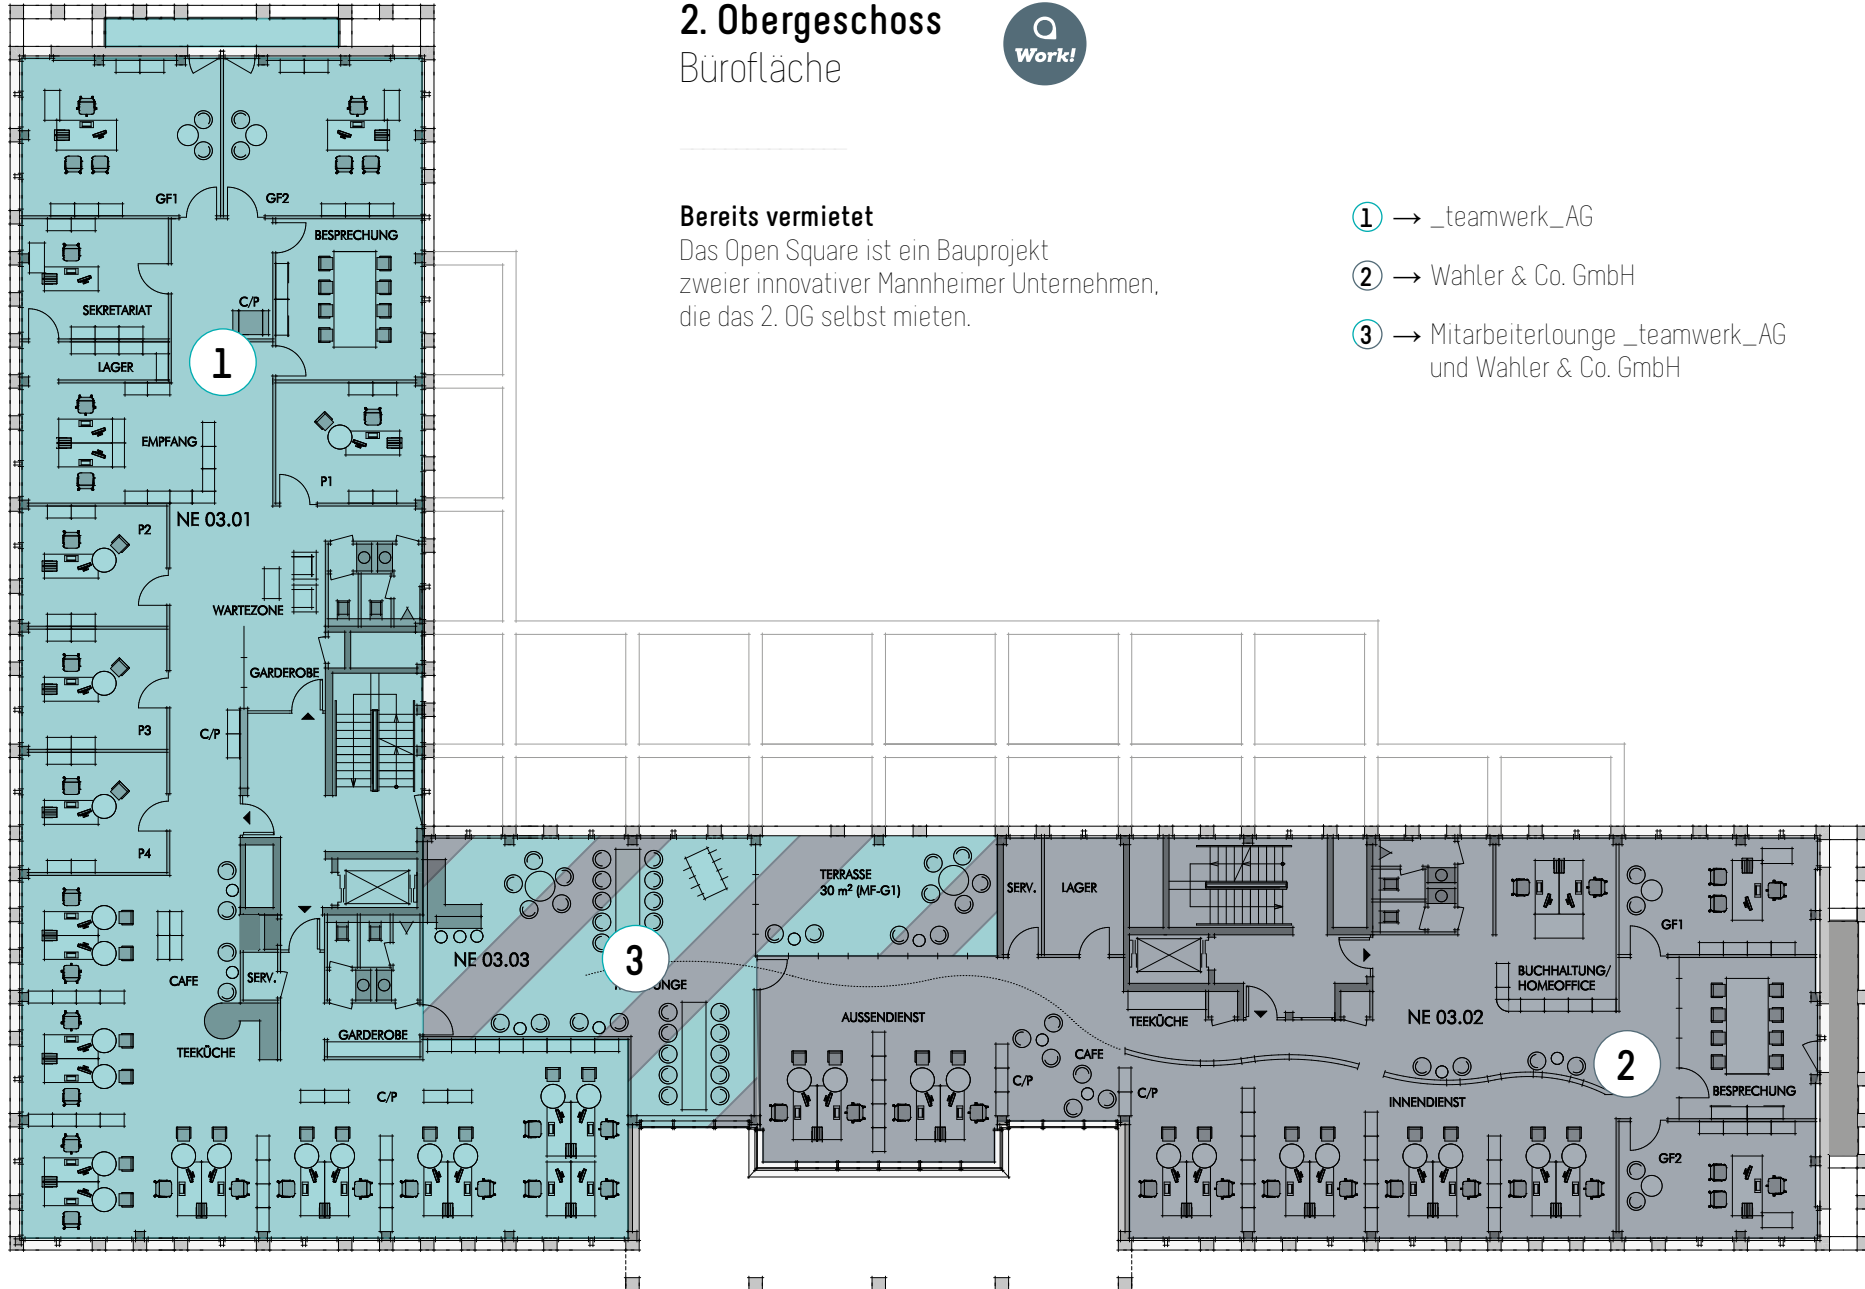 2. Obergeschoss
Bürofläche
Work!
Bereits vermietet
Das Open Square ist ein Bauprojekt
zweier innovativer Mannheimer Unternehmen,
die das 2. OG selbst mieten.
1 → _teamwerk_AG
2 → Wahler & Co. GmbH
3 → Mitarbeiterlounge _teamwerk_AG
und Wahler & Co. GmbH
GF1
GF2
BESPRECHUNG
SEKRETARIAT
C/P
LAGER
1
EMPFANG
P1
NE 03.01
P2
WARTEZONE
GARDEROBE
P3
C/P
P4
CAFE
SERV.
TEEKÜCHE
GARDEROBE
C/P
NE 03.03
3
TERRASSE
30 m² (MF-G1)
SERV.
LAGER
AUSSENDIENST
CAFE
C/P
TEEKÜCHE
C/P
BUCHHALTUNG/
HOMEOFFICE
NE 03.02
GF1
2
INNENDIENST
BESPRECHUNG
GF2